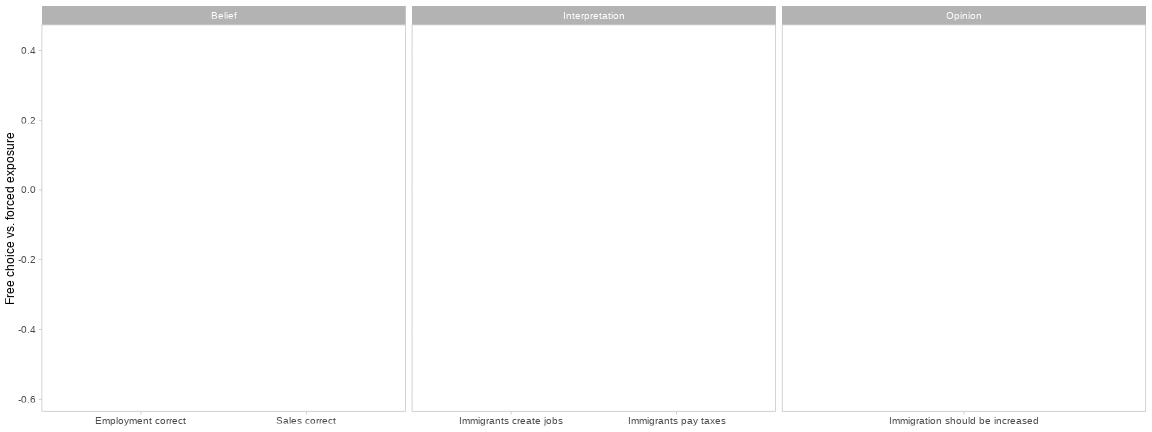 Belief
Interpretation
Opinion
Free choice vs. forced exposure
0.4
0.2
0.0
-0.2
-0.4
-0.6
Employment correct
Sales correct
Immigrants create jobs
Immigrants pay taxes
Immigration should be increased